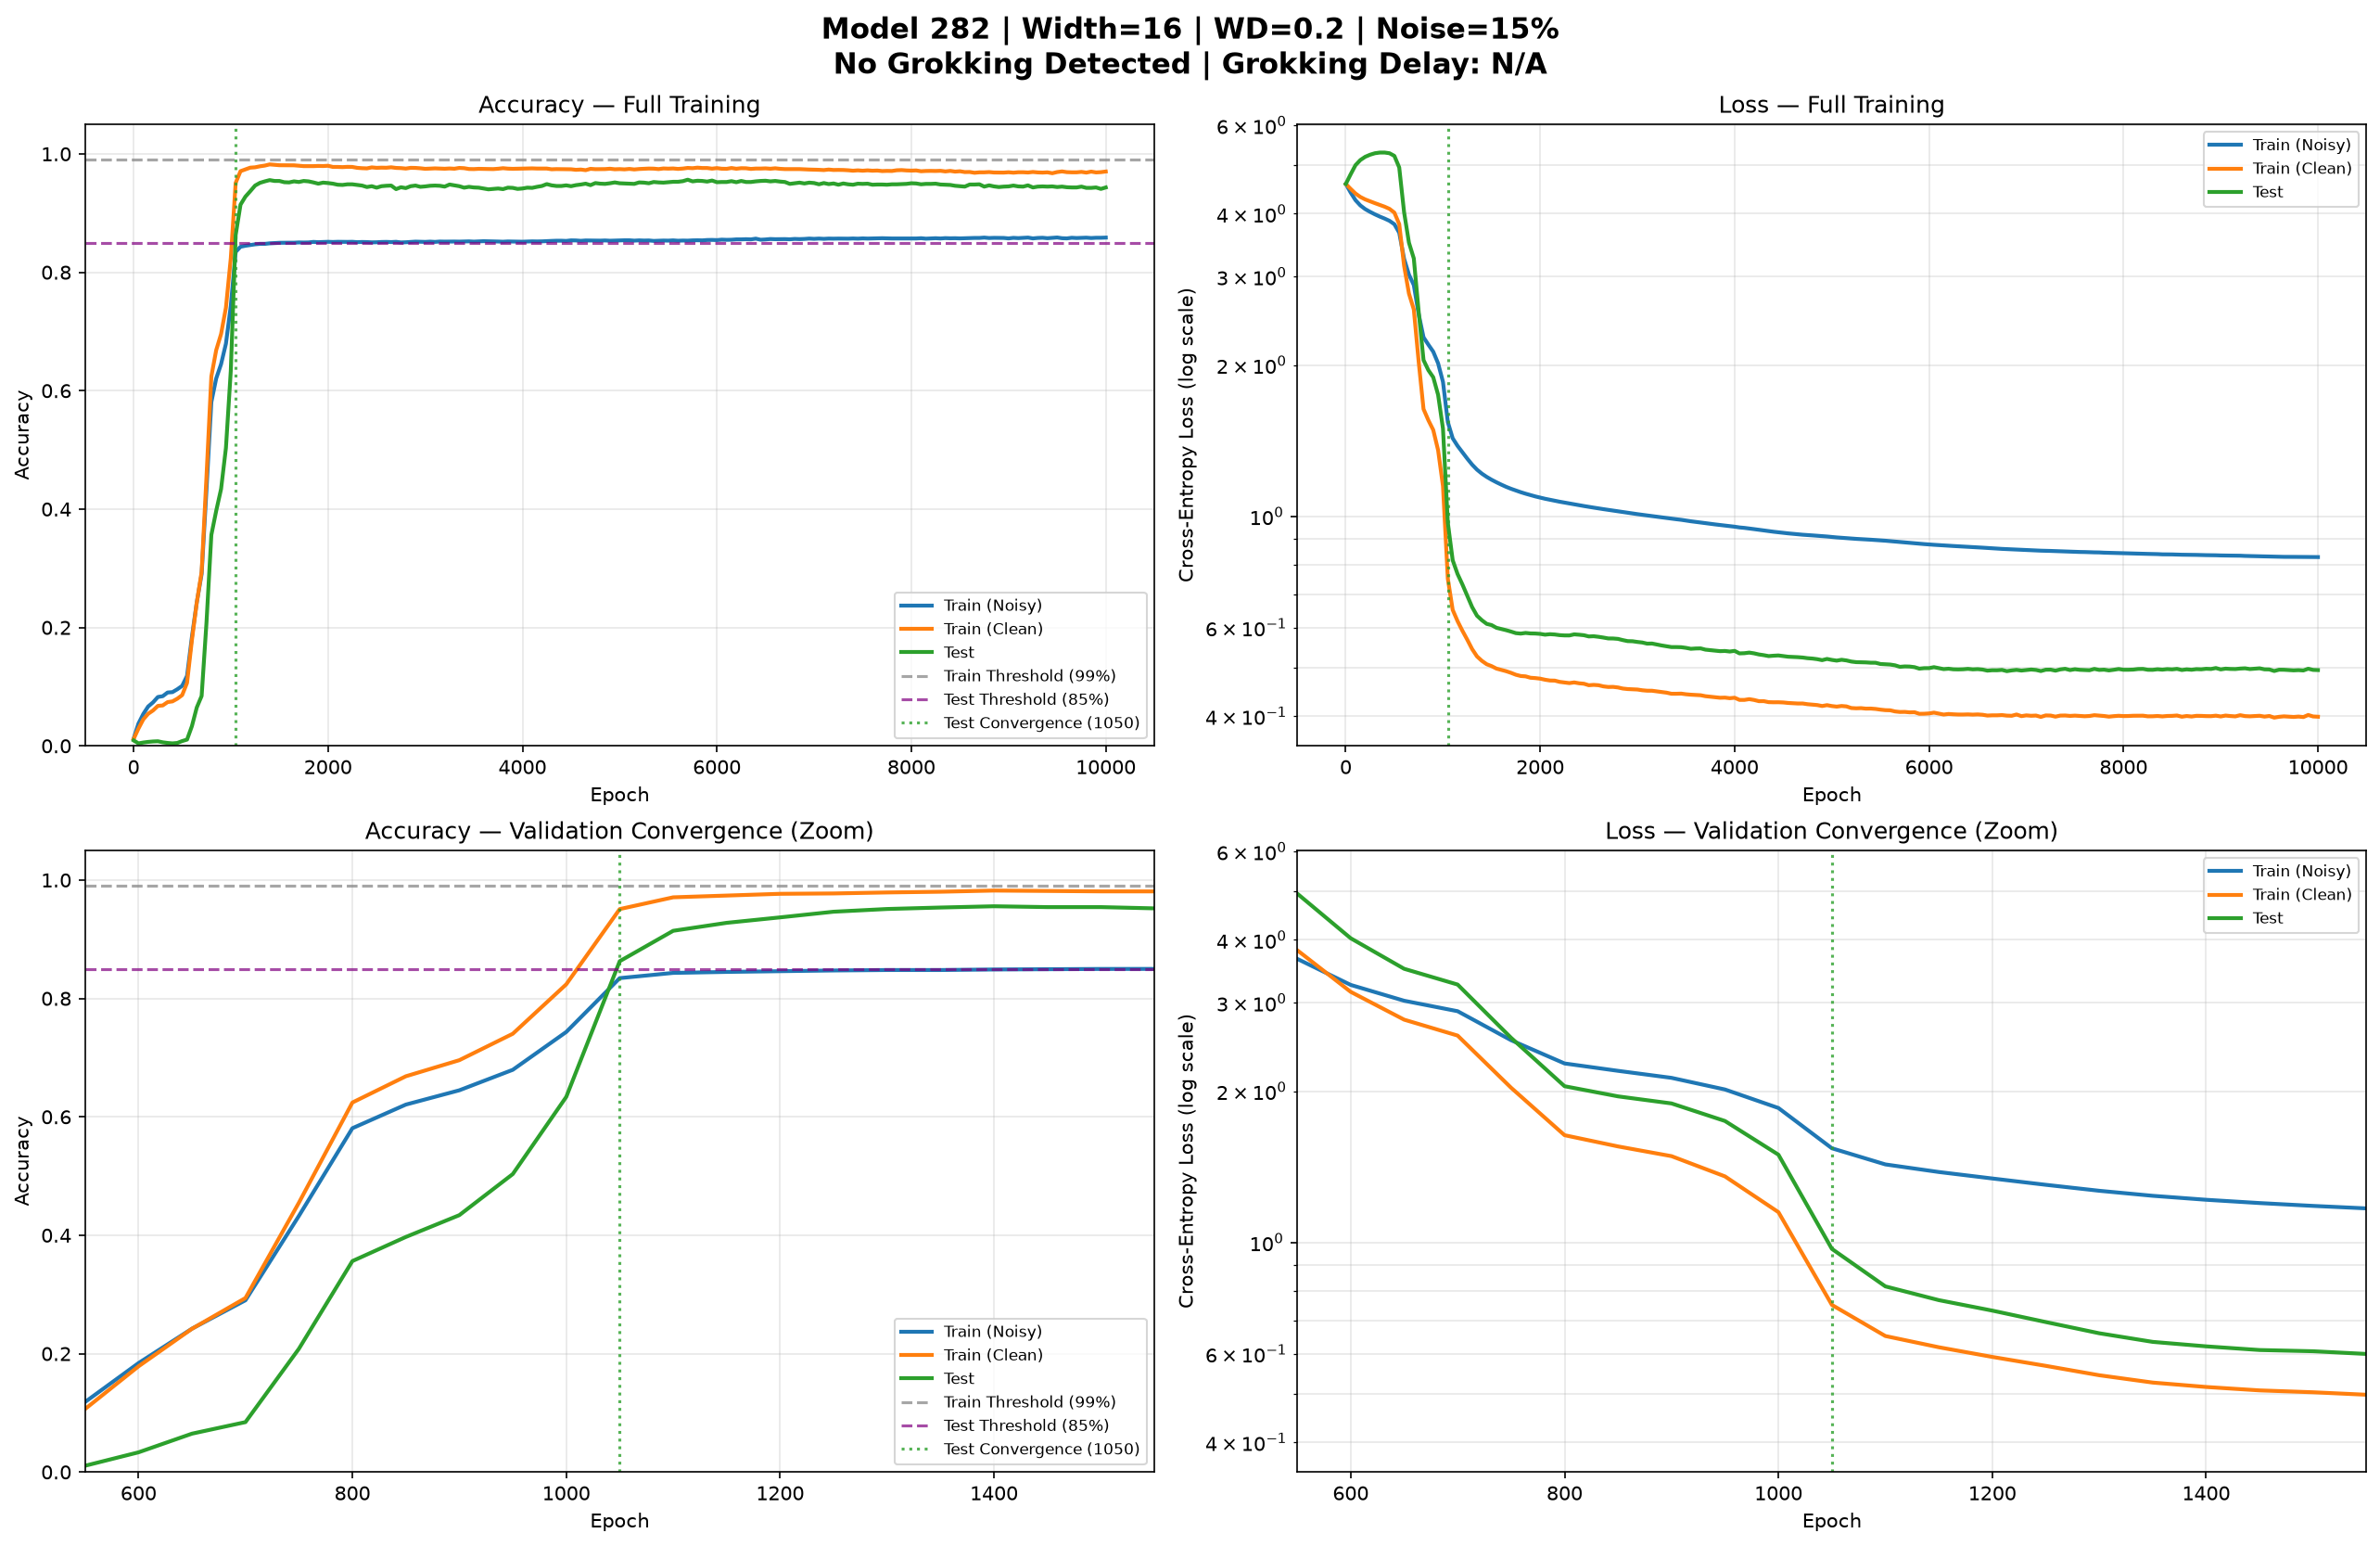 Model 282 | Width=16 | WD=0.2 | Noise=15%
No Grokking Detected | Grokking Delay: N/A
Accuracy — Full Training
Accuracy
1.0
0.8
0.6
0.4
0.2
0.0
0 2000 4000 6000 8000 10000
Epoch
Train (Noisy)
Train (Clean)
Test
Train Threshold (99%)
Test Threshold (85%)
Test Convergence (1050)
Loss — Full Training
Cross-Entropy Loss (log scale)
6 × 10⁰
4 × 10⁰
3 × 10⁰
2 × 10⁰
10⁰
6 × 10⁻¹
4 × 10⁻¹
0 2000 4000 6000 8000 10000
Epoch
Train (Noisy)
Train (Clean)
Test
Accuracy — Validation Convergence (Zoom)
Accuracy
1.0
0.8
0.6
0.4
0.2
0.0
600 800 1000 1200 1400
Epoch
Train (Noisy)
Train (Clean)
Test
Train Threshold (99%)
Test Threshold (85%)
Test Convergence (1050)
Loss — Validation Convergence (Zoom)
Cross-Entropy Loss (log scale)
6 × 10⁰
4 × 10⁰
3 × 10⁰
2 × 10⁰
10⁰
6 × 10⁻¹
4 × 10⁻¹
600 800 1000 1200 1400
Epoch
Train (Noisy)
Train (Clean)
Test